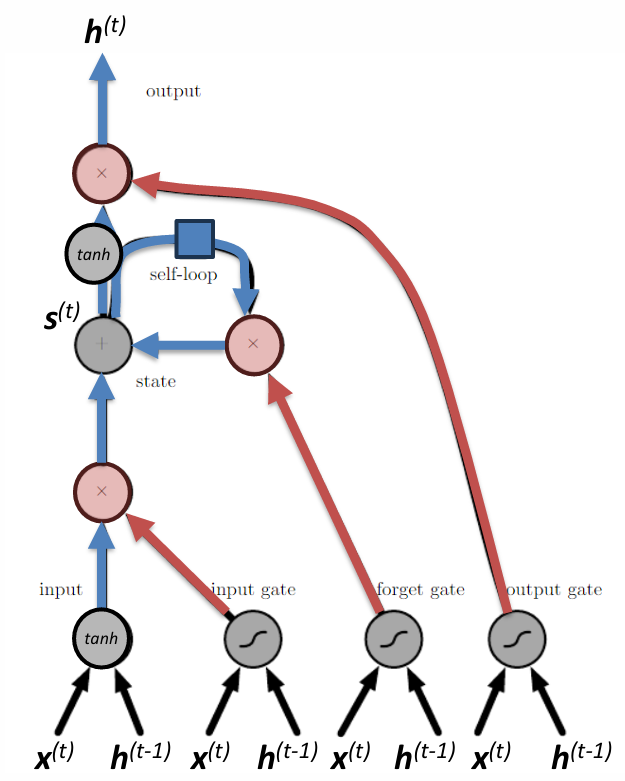 h(t)
output
×
tanh
self-loop
s(t)
+
×
state
×
input
input gate
forget gate
output gate
tanh
x(t) h(t-1) x(t) h(t-1) x(t) h(t-1) x(t) h(t-1)